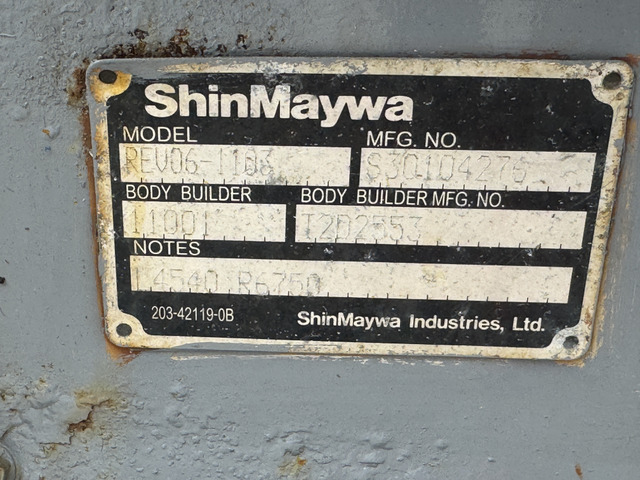 ShinMaywa
MODEL MFG. NO.
REV06-1103 S30104276
BODY BUILDER BODY BUILDER MFG. NO.
11001 T2D2553
NOTES
L4540 R6750
203-42119-0B ShinMaywa Industries, Ltd.